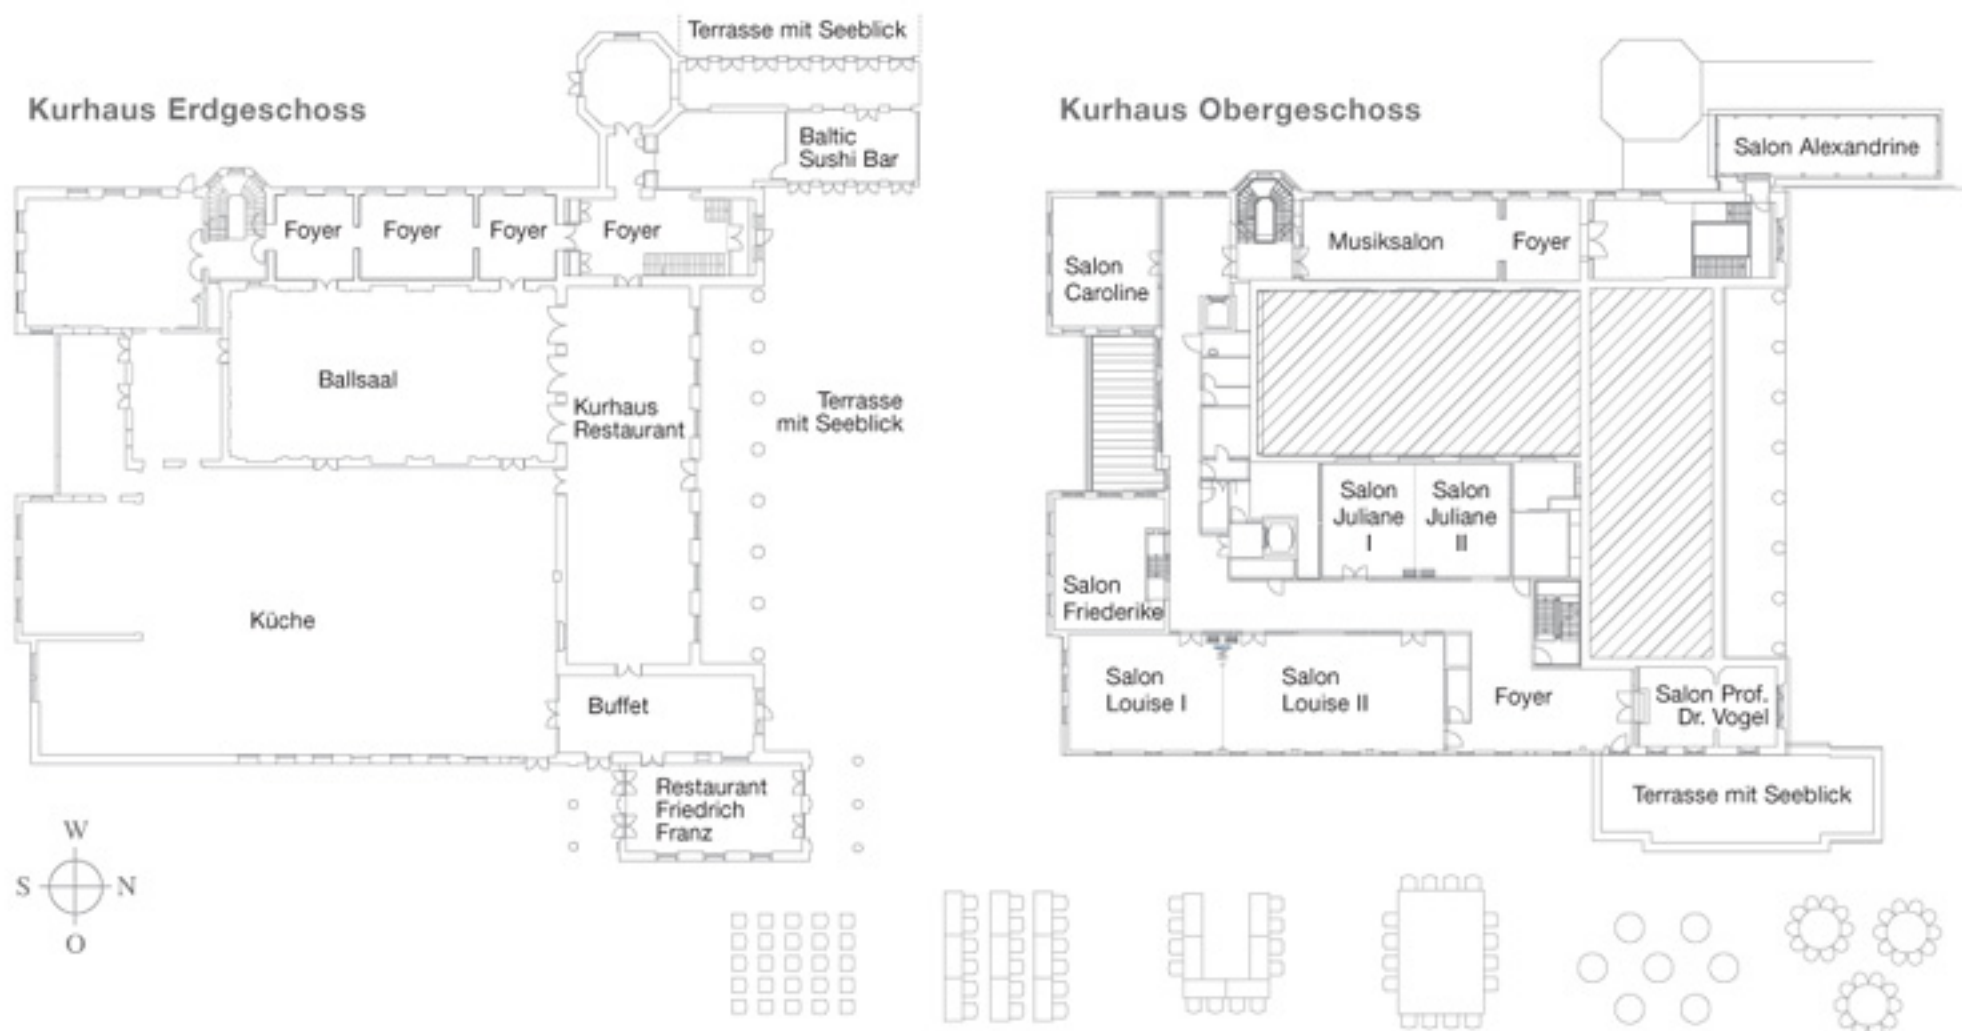 Terrasse mit Seeblick
Kurhaus Erdgeschoss
Baltic
Sushi Bar
Foyer
Foyer
Foyer
Foyer
Ballsaal
Kurhaus
Restaurant
Terrasse
mit Seeblick
Küche
Buffet
Restaurant
Friedrich
Franz
W
S
N
O
Kurhaus Obergeschoss
Salon Alexandrine
Musiksalon
Foyer
Salon
Caroline
Salon
Juliane
I
Salon
Juliane
II
Salon
Friederike
Salon
Louise I
Salon
Louise II
Foyer
Salon Prof.
Dr. Vogel
Terrasse mit Seeblick